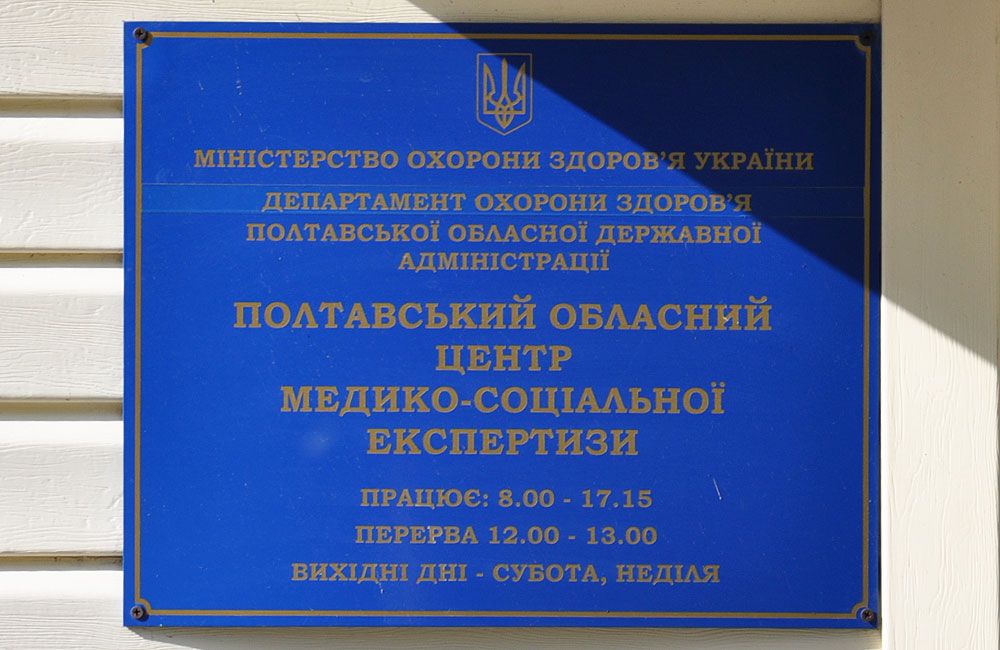 МІНІСТЕРСТВО ОХОРОНИ ЗДОРОВ'Я УКРАЇНИ
ДЕПАРТАМЕНТ ОХОРОНИ ЗДОРОВ'Я
ПОЛТАВСЬКОЇ ОБЛАСНОЇ ДЕРЖАВНОЇ
АДМІНІСТРАЦІЇ
ПОЛТАВСЬКИЙ ОБЛАСНИЙ
ЦЕНТР
МЕДИКО-СОЦІАЛЬНОЇ
ЕКСПЕРТИЗИ
ПРАЦЮЄ: 8.00 - 17.15
ПЕРЕРВА 12.00 - 13.00
ВИХІДНІ ДНІ - СУБОТА, НЕДІЛЯ